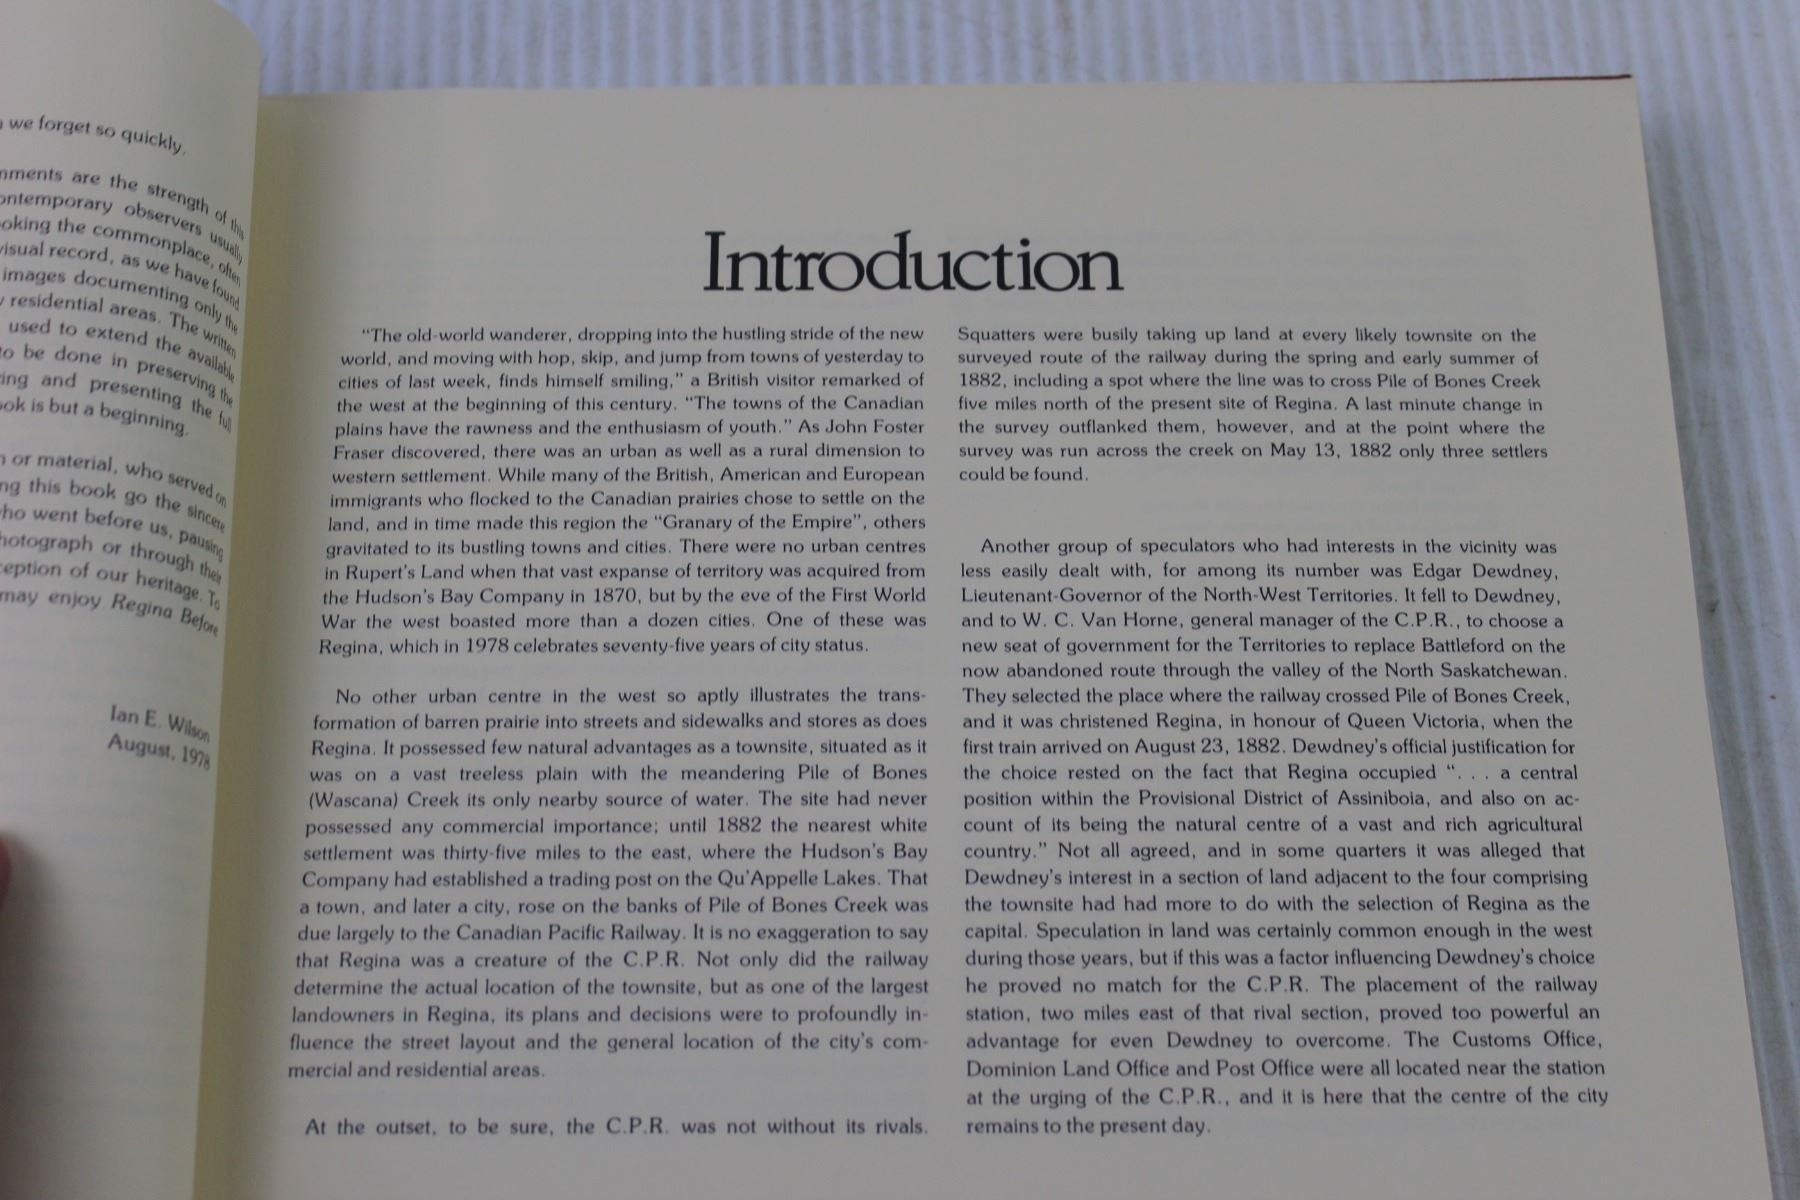 we forget so quickly.
are the strength of this
contemporary observers usually
the commonplace, often
visual record, as we have found
images documenting only the
residential areas. The written
used to extend the available
to be done in preserving the
and presenting the full
book is but a beginning.
or material, who served on
this book go the sincere
who went before us, pausing
photograph or through their
of our heritage. To
may enjoy Regina Before
Ian E. Wilson
August, 1978
Introduction
“The old-world wanderer, dropping into the hustling stride of the new
world, and moving with hop, skip, and jump from towns of yesterday to
cities of last week, finds himself smiling,” a British visitor remarked of
the west at the beginning of this century. “The towns of the Canadian
plains have the rawness and the enthusiasm of youth.” As John Foster
Fraser discovered, there was an urban as well as a rural dimension to
western settlement. While many of the British, American and European
immigrants who flocked to the Canadian prairies chose to settle on the
land, and in time made this region the “Granary of the Empire”, others
gravitated to its bustling towns and cities. There were no urban centres
in Rupert's Land when that vast expanse of territory was acquired from
the Hudson's Bay Company in 1870, but by the eve of the First World
War the west boasted more than a dozen cities. One of these was
Regina, which in 1978 celebrates seventy-five years of city status.
No other urban centre in the west so aptly illustrates the trans-
formation of barren prairie into streets and sidewalks and stores as does
Regina. It possessed few natural advantages as a townsite, situated as it
was on a vast treeless plain with the meandering Pile of Bones
(Wascana) Creek its only nearby source of water. The site had never
possessed any commercial importance; until 1882 the nearest white
settlement was thirty-five miles to the east, where the Hudson's Bay
Company had established a trading post on the Qu'Appelle Lakes. That
a town, and later a city, rose on the banks of Pile of Bones Creek was
due largely to the Canadian Pacific Railway. It is no exaggeration to say
that Regina was a creature of the C.P.R. Not only did the railway
determine the actual location of the townsite, but as one of the largest
landowners in Regina, its plans and decisions were to profoundly in-
fluence the street layout and the general location of the city's com-
mercial and residential areas.
At the outset, to be sure, the C.P.R. was not without its rivals.
Squatters were busily taking up land at every likely townsite on the
surveyed route of the railway during the spring and early summer of
1882, including a spot where the line was to cross Pile of Bones Creek
five miles north of the present site of Regina. A last minute change in
the survey outflanked them, however, and at the point where the
survey was run across the creek on May 13, 1882 only three settlers
could be found.
Another group of speculators who had interests in the vicinity was
less easily dealt with, for among its number was Edgar Dewdney,
Lieutenant-Governor of the North-West Territories. It fell to Dewdney,
and to W. C. Van Horne, general manager of the C.P.R., to choose a
new seat of government for the Territories to replace Battleford on the
now abandoned route through the valley of the North Saskatchewan.
They selected the place where the railway crossed Pile of Bones Creek,
and it was christened Regina, in honour of Queen Victoria, when the
first train arrived on August 23, 1882. Dewdney's official justification for
the choice rested on the fact that Regina occupied “. . . a central
position within the Provisional District of Assiniboia, and also on ac-
count of its being the natural centre of a vast and rich agricultural
country.” Not all agreed, and in some quarters it was alleged that
Dewdney's interest in a section of land adjacent to the four comprising
the townsite had had more to do with the selection of Regina as the
capital. Speculation in land was certainly common enough in the west
during those years, but if this was a factor influencing Dewdney's choice
he proved no match for the C.P.R. The placement of the railway
station, two miles east of that rival section, proved too powerful an
advantage for even Dewdney to overcome. The Customs Office,
Dominion Land Office and Post Office were all located near the station
at the urging of the C.P.R., and it is here that the centre of the city
remains to the present day.